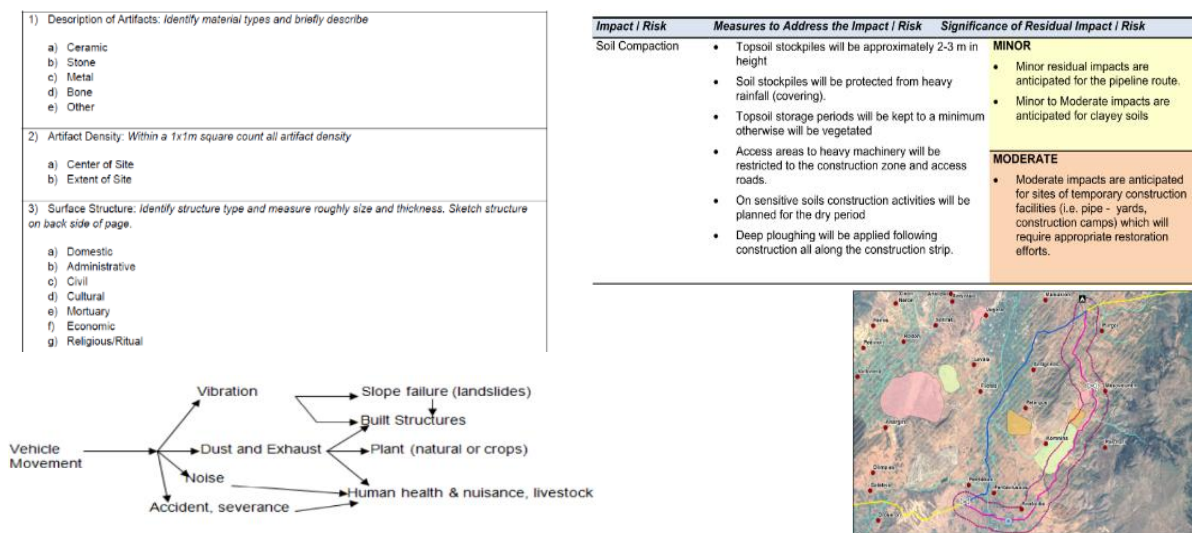 1) Description of Artifacts: Identify material types and briefly describe
a) Ceramic
b) Stone
c) Metal
d) Bone
e) Other
2) Artifact Density: Within a 1x1m square count all artifact density
a) Center of Site
b) Extent of Site
3) Surface Structure: Identify structure type and measure roughly size and thickness. Sketch structure
on back side of page.
a) Domestic
b) Administrative
c) Civil
d) Cultural
e) Mortuary
f) Economic
g) Religious/Ritual
Impact / Risk Measures to Address the Impact / Risk Significance of Residual Impact / Risk
Soil Compaction
• Topsoil stockpiles will be approximately 2-3 m in
height
• Soil stockpiles will be protected from heavy
rainfall (covering).
• Topsoil storage periods will be kept to a minimum
otherwise will be vegetated
• Access areas to heavy machinery will be
restricted to the construction zone and access
roads.
• On sensitive soils construction activities will be
planned for the dry period
• Deep ploughing will be applied following
construction all along the construction strip.
MINOR
• Minor residual impacts are
anticipated for the pipeline route.
• Minor to Moderate impacts are
anticipated for clayey soils
MODERATE
• Moderate impacts are anticipated
for sites of temporary construction
facilities (i.e. pipe - yards,
construction camps) which will
require appropriate restoration
efforts.
Vibration
Slope failure (landslides)
Built Structures
Vehicle
Movement
Dust and Exhaust
Plant (natural or crops)
Noise
Human health & nuisance, livestock
Accident, severance
A